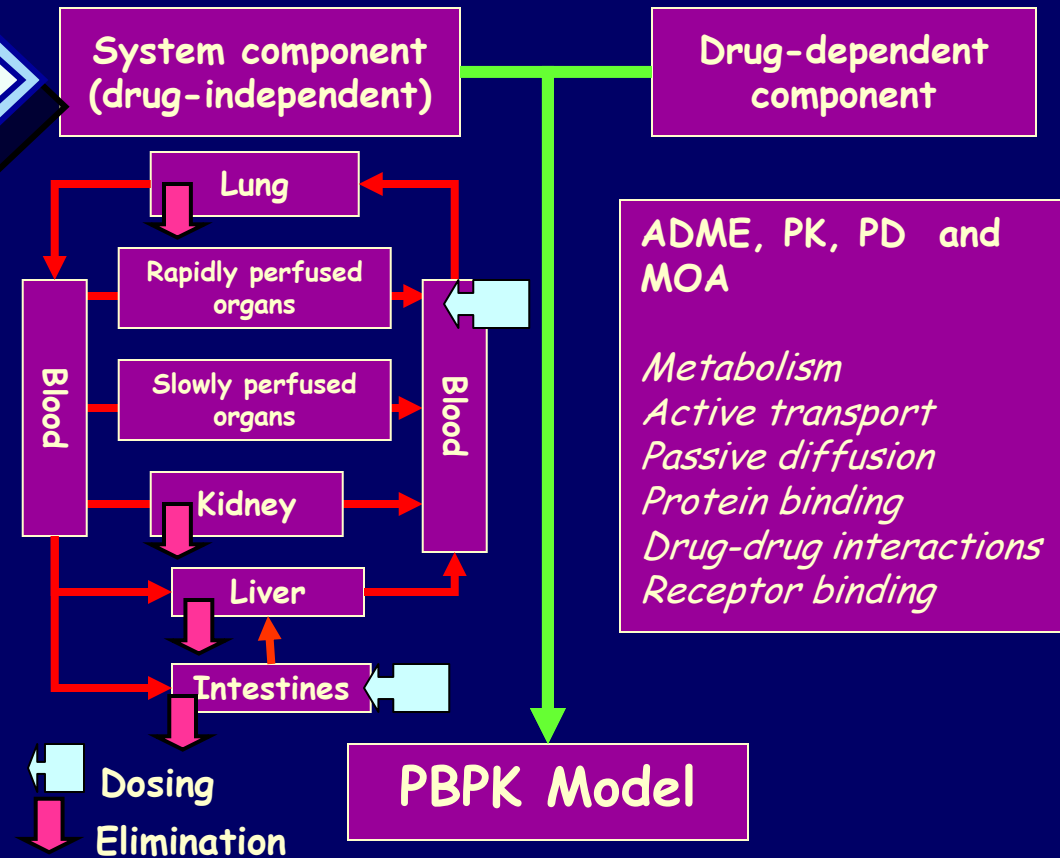 System component
(drug-independent)
Drug-dependent
component
Lung
Rapidly perfused
organs
Slowly perfused
organs
Blood
Blood
Kidney
Liver
Intestines
Dosing
Elimination
ADME, PK, PD and
MOA
Metabolism
Active transport
Passive diffusion
Protein binding
Drug-drug interactions
Receptor binding
PBPK Model